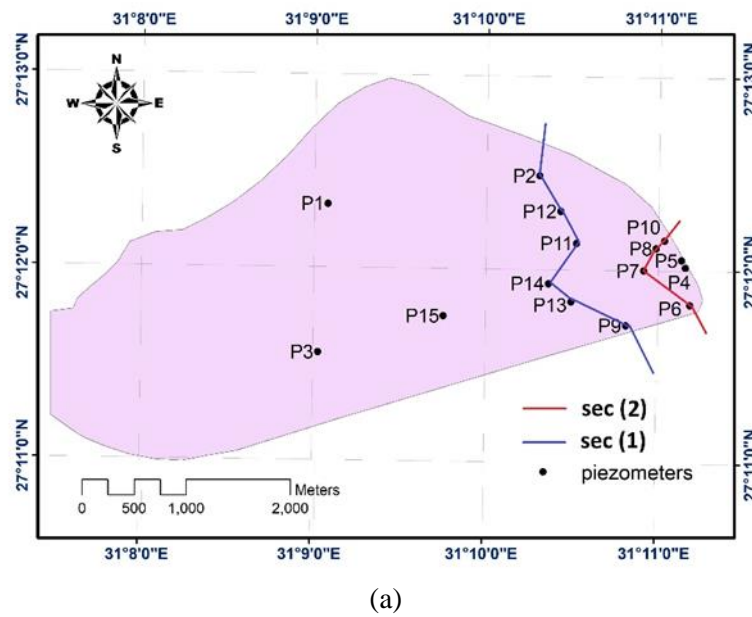 31°8'0"E 31°9'0"E 31°10'0"E 31°11'0"E
27°13'0"N 27°13'0"N
N
W E
S
P2
P1 P12
P10
P11 P8
P5
27°12'0"N P7 P4 27°12'0"N
P14
P13 P6
P15 P9
P3
sec (2)
sec (1)
piezometers
27°11'0"N 27°11'0"N
Meters
0 500 1,000 2,000
31°8'0"E 31°9'0"E 31°10'0"E 31°11'0"E
(a)